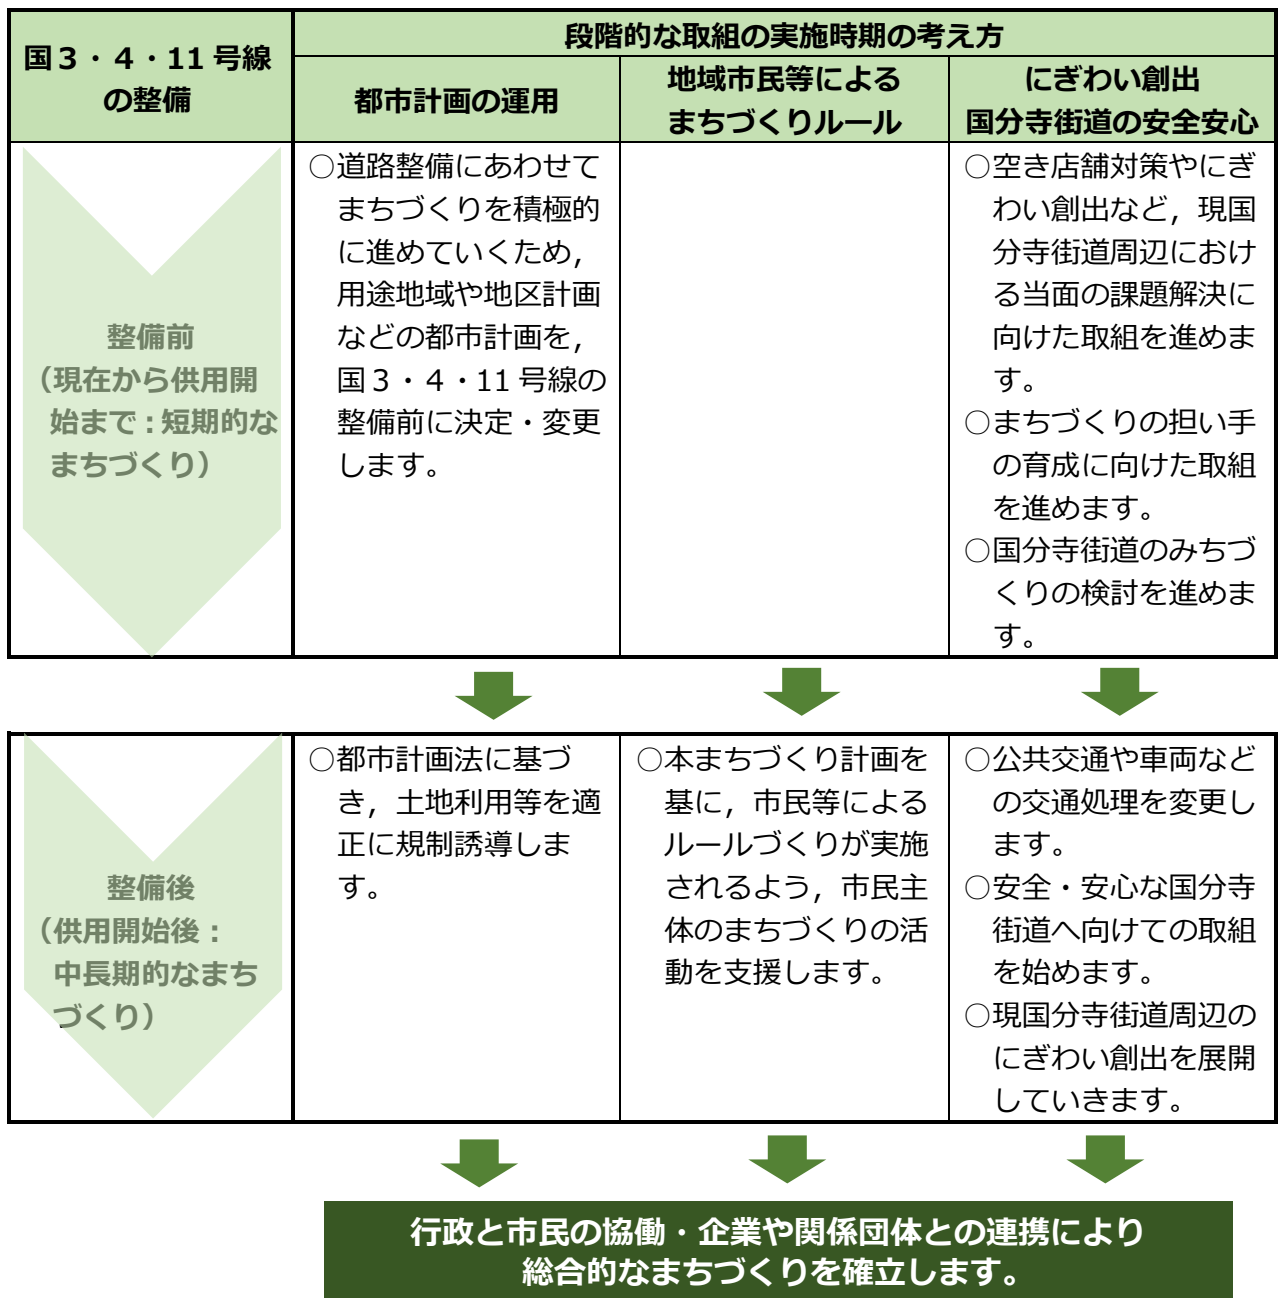 国３・４・11 号線
の整備
段階的な取組の実施時期の考え方
都市計画の運用
地域市民等による
まちづくりルール
にぎわい創出
国分寺街道の安全安心
整備前
（現在から供用開
始まで：短期的な
まちづくり）
○道路整備にあわせて
まちづくりを積極的
に進めていくため，
用途地域や地区計画
などの都市計画を，
国３・４・11 号線の
整備前に決定・変更
します。
○空き店舗対策やにぎ
わい創出など，現国
分寺街道周辺におけ
る当面の課題解決に
向けた取組を進めま
す。
○まちづくりの担い手
の育成に向けた取組
を進めます。
○国分寺街道のみちづ
くりの検討を進めま
す。
整備後
（供用開始後：
中長期的なまち
づくり）
○都市計画法に基づ
き，土地利用等を適
正に規制誘導しま
す。
○本まちづくり計画を
基に，市民等による
ルールづくりが実施
されるよう，市民主
体のまちづくりの活
動を支援します。
○公共交通や車両など
の交通処理を変更し
ます。
○安全・安心な国分寺
街道へ向けての取組
を始めます。
○現国分寺街道周辺の
にぎわい創出を展開
していきます。
行政と市民の協働・企業や関係団体との連携により
総合的なまちづくりを確立します。